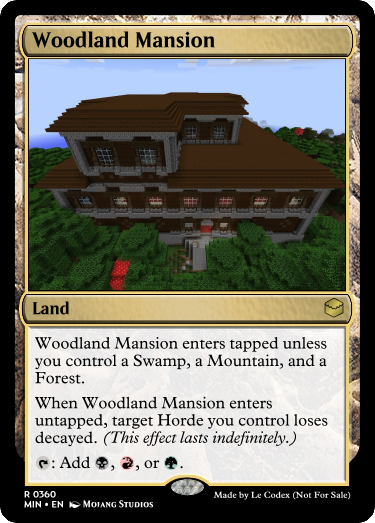 Woodland Mansion
Land
Woodland Mansion enters tapped unless
you control a Swamp, a Mountain, and a
Forest.
When Woodland Mansion enters
untapped, target Horde you control loses
decayed. (This effect lasts indefinitely.)
: Add , , or .
R 0360
MIN • EN Mojang Studios
Made by Le Codex (Not For Sale)